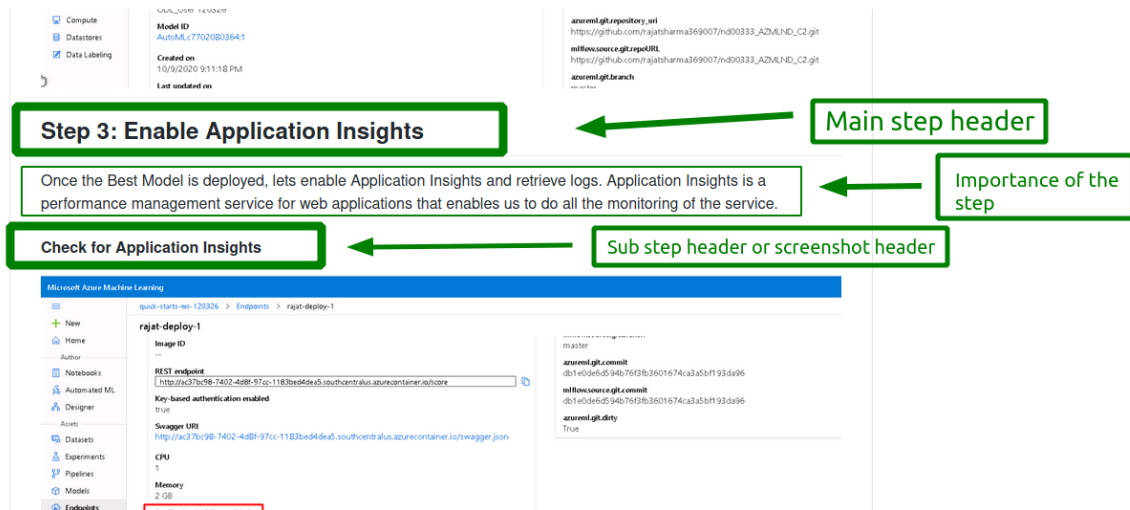 Compute
Datastores
Data Labeling
Model ID
AutoMLc7702080364:1
Created on
10/9/2020 9:11:18 PM
Last updated on
azureml.git.repository_uri
https://github.com/rajatsharma369007/nd00333_AZMLND_C2.git
mlflow.source.git.repoURL
https://github.com/rajatsharma369007/nd00333_AZMLND_C2.git
azureml.git.branch
Step 3: Enable Application Insights
Main step header
Once the Best Model is deployed, lets enable Application Insights and retrieve logs. Application Insights is a
performance management service for web applications that enables us to do all the monitoring of the service.
Importance of the
step
Check for Application Insights
Sub step header or screenshot header
Microsoft Azure Machine Learning
quick-starts-ws-120326 > Endpoints > rajat-deploy-1
New
Home
Author
Notebooks
Automated ML
Designer
Assets
Datasets
Experiments
Pipelines
Models
Endpoints
rajat-deploy-1
Image ID
--
REST endpoint
http://ac37bc98-7402-4d8f-97cc-1183bed4dea5.southcentralus.azurecontainer.io/score
Key-based authentication enabled
true
Swagger URI
http://ac37bc98-7402-4d8f-97cc-1183bed4dea5.southcentralus.azurecontainer.io/swagger.json
CPU
1
Memory
2 GB
master
azureml.git.commit
db1e0de6d594b76f3fb3601674ca3a5bf193da96
mlflow.source.git.commit
db1e0de6d594b76f3fb3601674ca3a5bf193da96
azureml.git.dirty
True